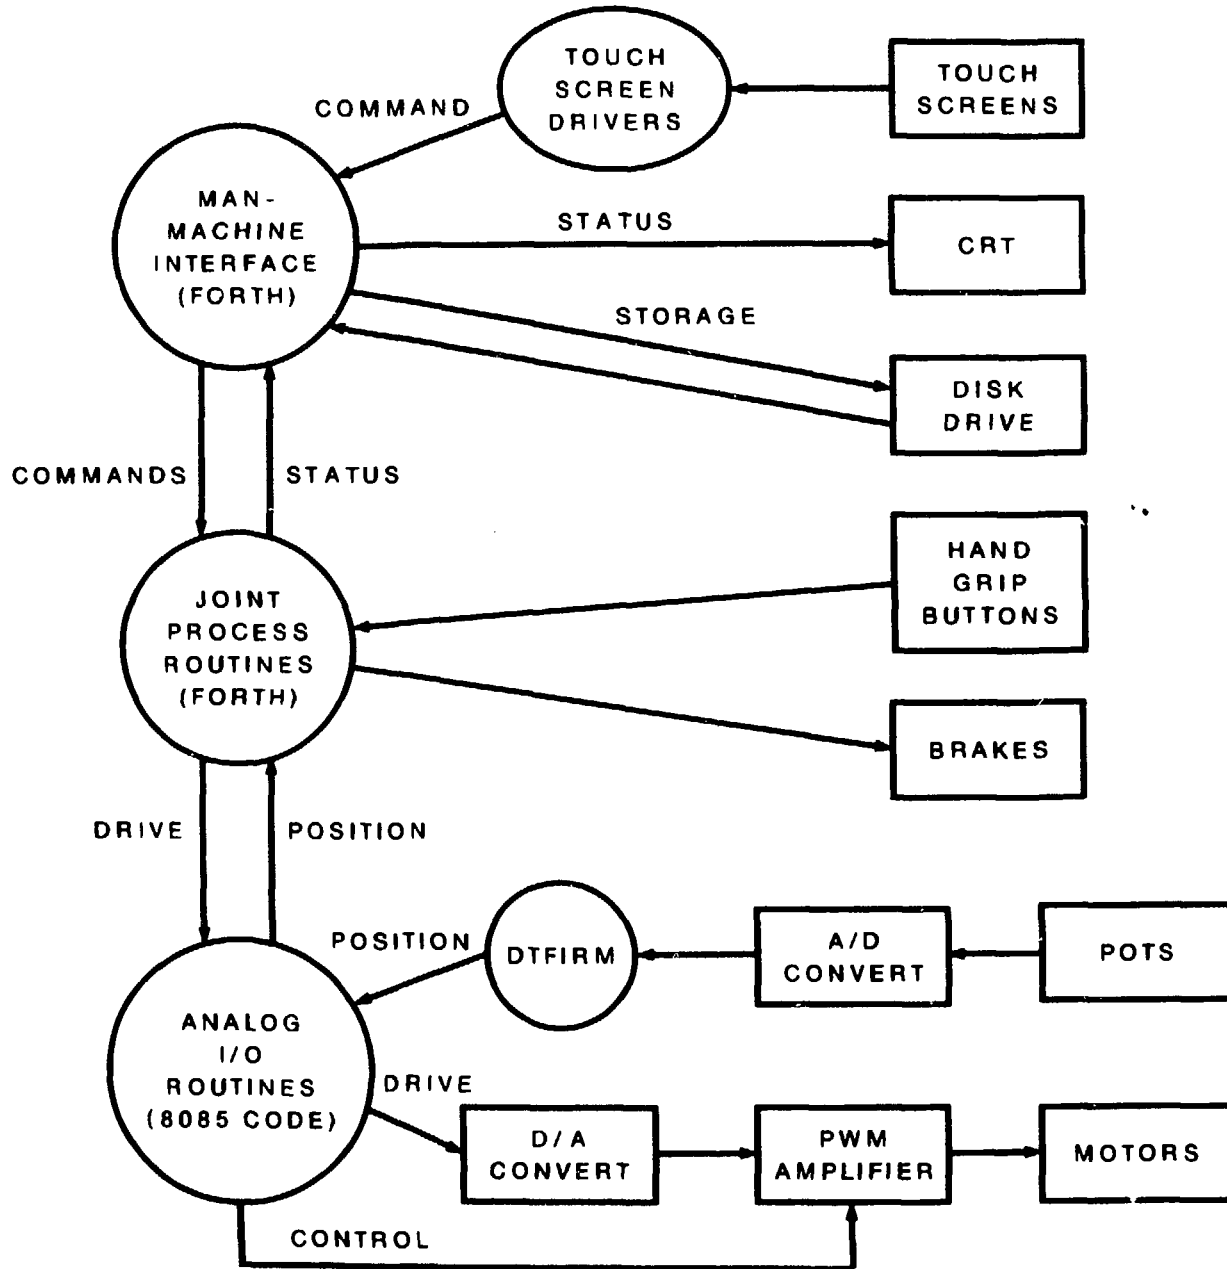 TOUCH
SCREEN
DRIVERS
TOUCH
SCREENS
COMMAND
MAN-
MACHINE
INTERFACE
(FORTH)
STATUS
CRT
STORAGE
DISK
DRIVE
COMMANDS
STATUS
HAND
GRIP
BUTTONS
JOINT
PROCESS
ROUTINES
(FORTH)
BRAKES
DRIVE
POSITION
POSITION
DTFIRM
A/D
CONVERT
POTS
ANALOG
I/O
ROUTINES
(8085 CODE)
DRIVE
D/A
CONVERT
PWM
AMPLIFIER
MOTORS
CONTROL